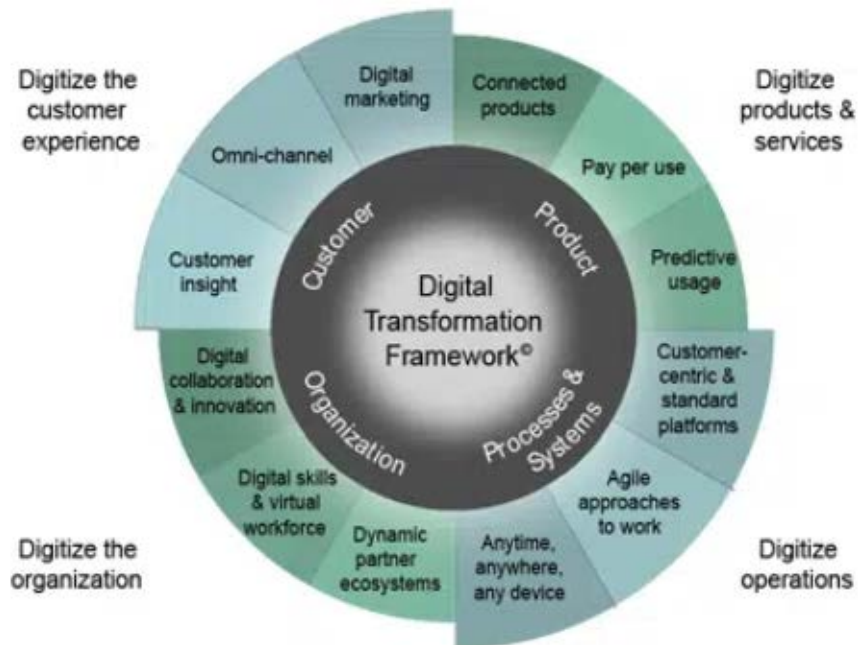 Digitize the
customer
experience
Digital
marketing
Omni-channel
Customer
insight
Connected
products
Pay per use
Predictive
usage
Digitize
products &
services
Customer
Product
Digital
Transformation
Framework©
Organization
Processes &
Systems
Digital
collaboration
& innovation
Digital skills
& virtual
workforce
Dynamic
partner
ecosystems
Customer-
centric &
standard
platforms
Agile
approaches
to work
Anytime,
anywhere,
any device
Digitize the
organization
Digitize
operations